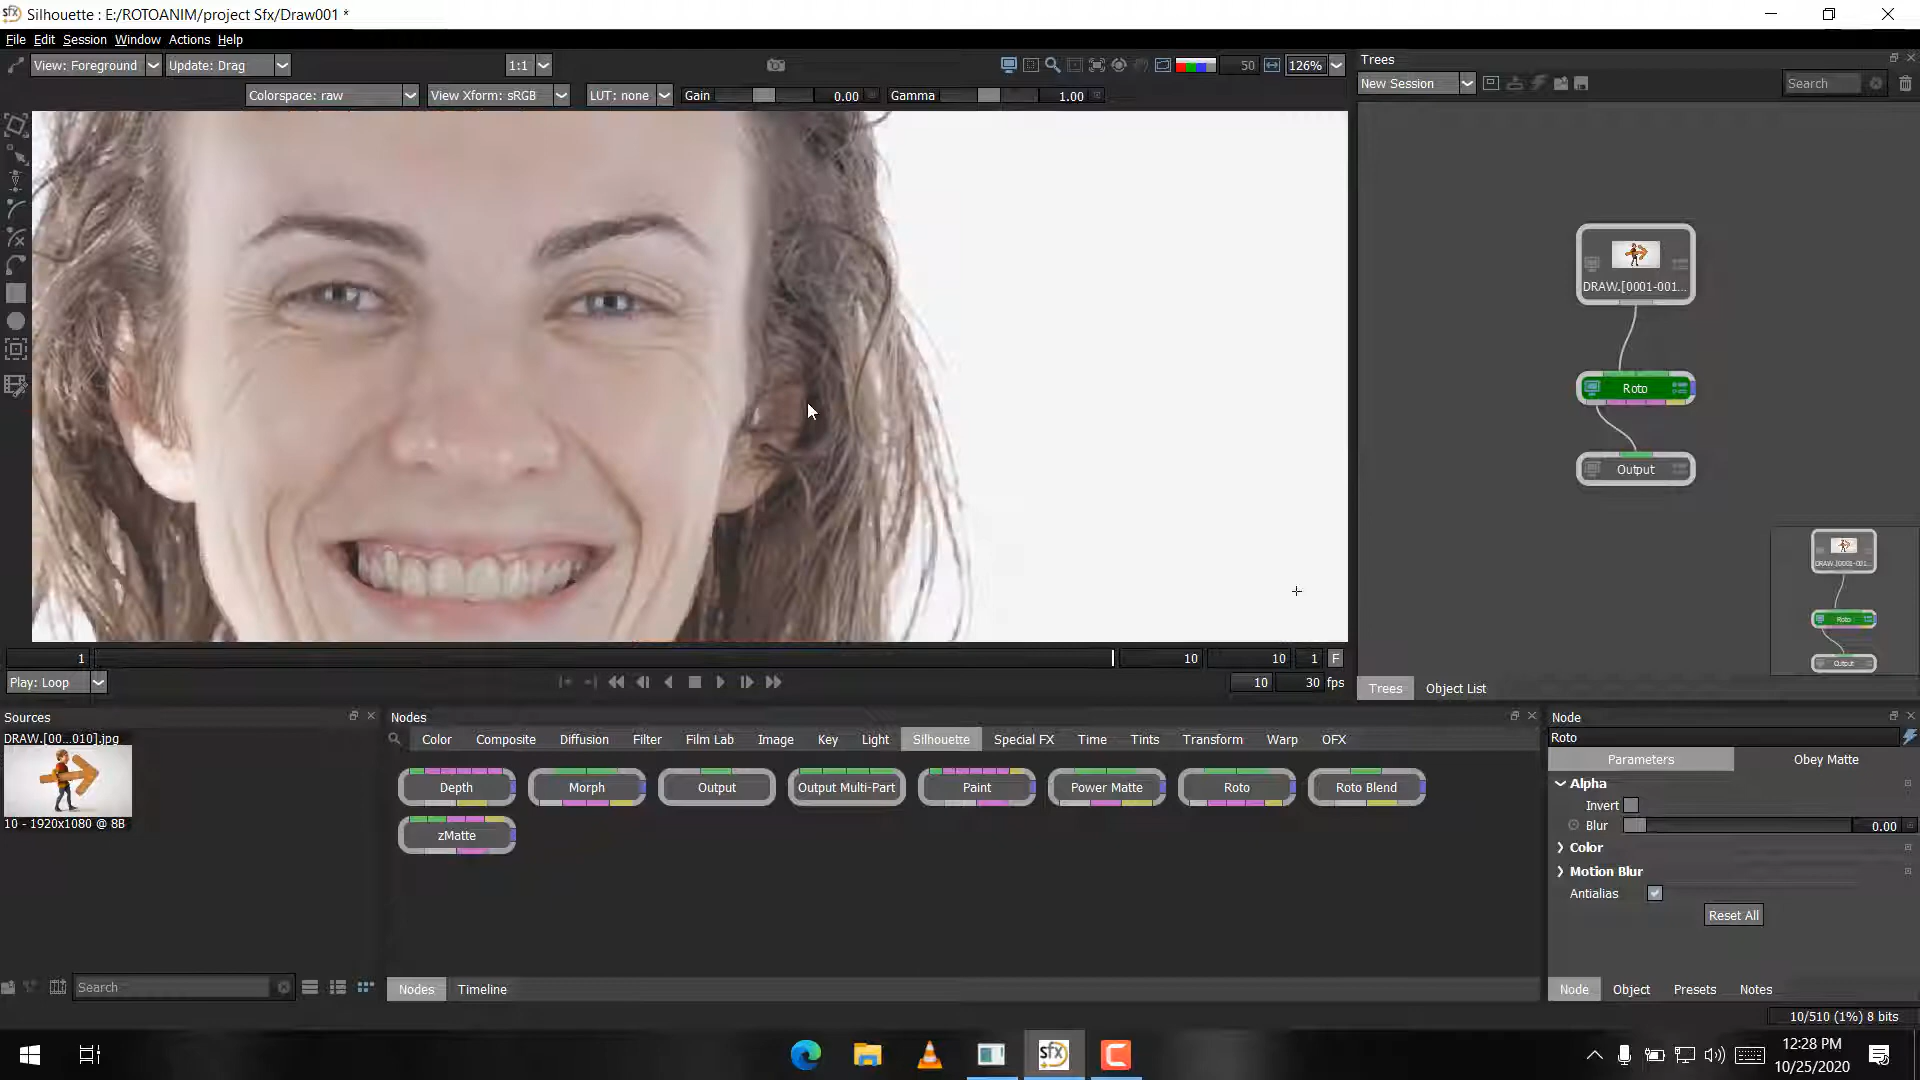 Silhouette : E:/ROTOANIM/project Sfx/Draw001 *
File Edit Session Window Actions Help
View: Foreground Update: Drag 1:1 50 126%
Colorspace: raw View Xform: sRGB LUT: none Gain 0.00 Gamma 1.00
Trees
New Session Search
DRAW.[0001-001...
Roto
Output
Roto
Output
1 10 10 1 F
Play: Loop 10 30 fps
Trees Object List
Sources
DRAW.[00...010].jpg
10 - 1920x1080 @ 8B
Search
Nodes
Color Composite Diffusion Filter Film Lab Image Key Light Silhouette Special FX Time Tints Transform Warp OFX
Depth Morph Output Output Multi-Part Paint Power Matte Roto Roto Blend
zMatte
Nodes Timeline
Node
Roto
Parameters Obey Matte
Alpha
Invert
Blur 0.00
Color
Motion Blur
Antialias
Reset All
Node Object Presets Notes
10/510 (1%) 8 bits
sfx
12:28 PM
10/25/2020